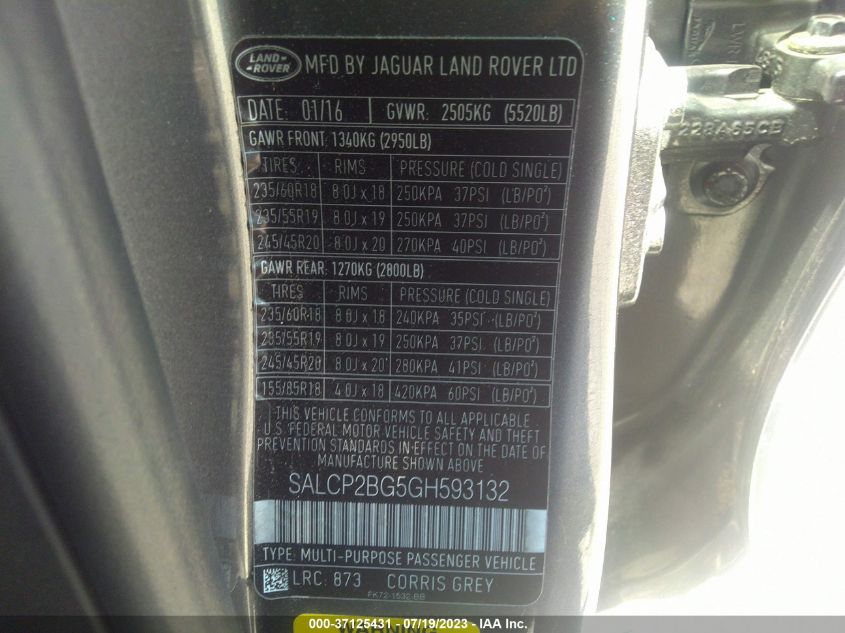 LAND
ROVER
MFD BY JAGUAR LAND ROVER LTD
DATE: 01/16 GVWR: 2505KG (5520LB)
GAWR FRONT: 1340KG (2950LB)
TIRES RIMS PRESSURE (COLD SINGLE)
235/60R18 8.0J x 18 250KPA 37PSI (LB/PO²)
235/55R19 8.0J x 19 250KPA 37PSI (LB/PO²)
245/45R20 8.0J x 20 270KPA 40PSI (LB/PO²)
GAWR REAR: 1270KG (2800LB)
TIRES RIMS PRESSURE (COLD SINGLE)
235/60R18 8.0J x 18 240KPA 35PSI (LB/PO²)
235/55R19 8.0J x 19 250KPA 37PSI (LB/PO²)
245/45R20 8.0J x 20 280KPA 41PSI (LB/PO²)
155/85R18 4.0J x 18 420KPA 60PSI (LB/PO²)
THIS VEHICLE CONFORMS TO ALL APPLICABLE
U.S. FEDERAL MOTOR VEHICLE SAFETY AND THEFT
PREVENTION STANDARDS IN EFFECT ON THE DATE OF
MANUFACTURE SHOWN ABOVE
SALCP2BG5GH593132
TYPE: MULTI-PURPOSE PASSENGER VEHICLE
LRC: 873 CORRIS GREY
FK72-1532-BB
WARNING
228A65CB
000-37125431 - 07/19/2023 - IAA, Inc.